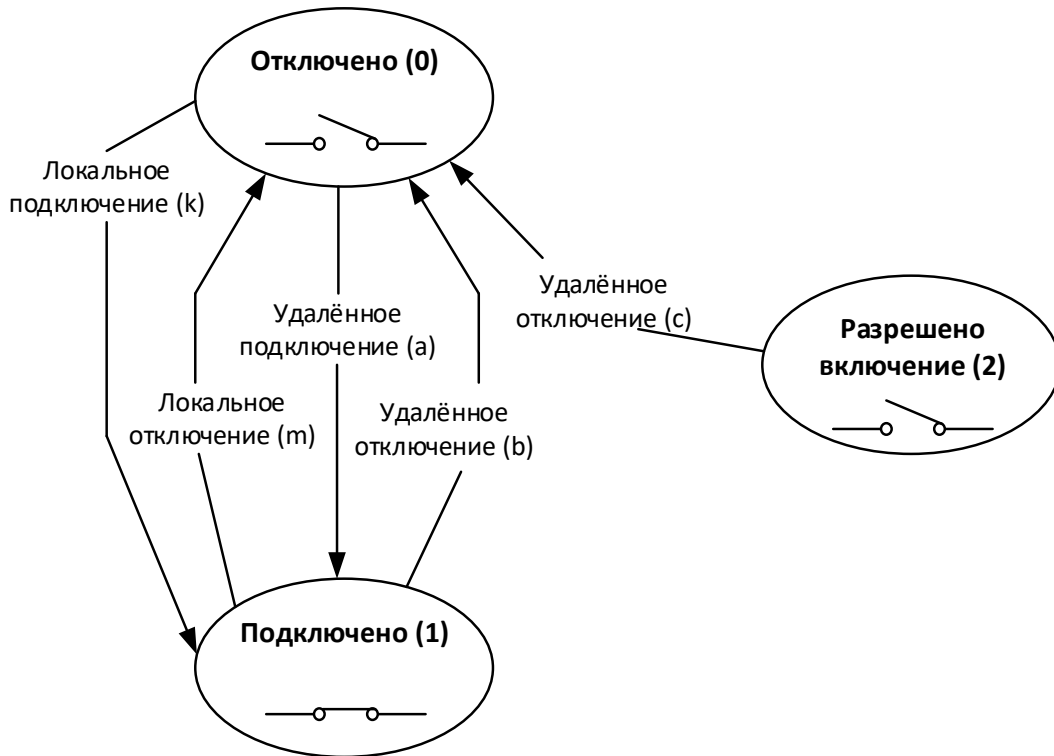 Отключено (0)
Локальное
подключение (k)
Удалённое
подключение (a)
Удалённое
отключение (c)
Разрешено
включение (2)
Локальное
отключение (m)
Удалённое
отключение (b)
Подключено (1)